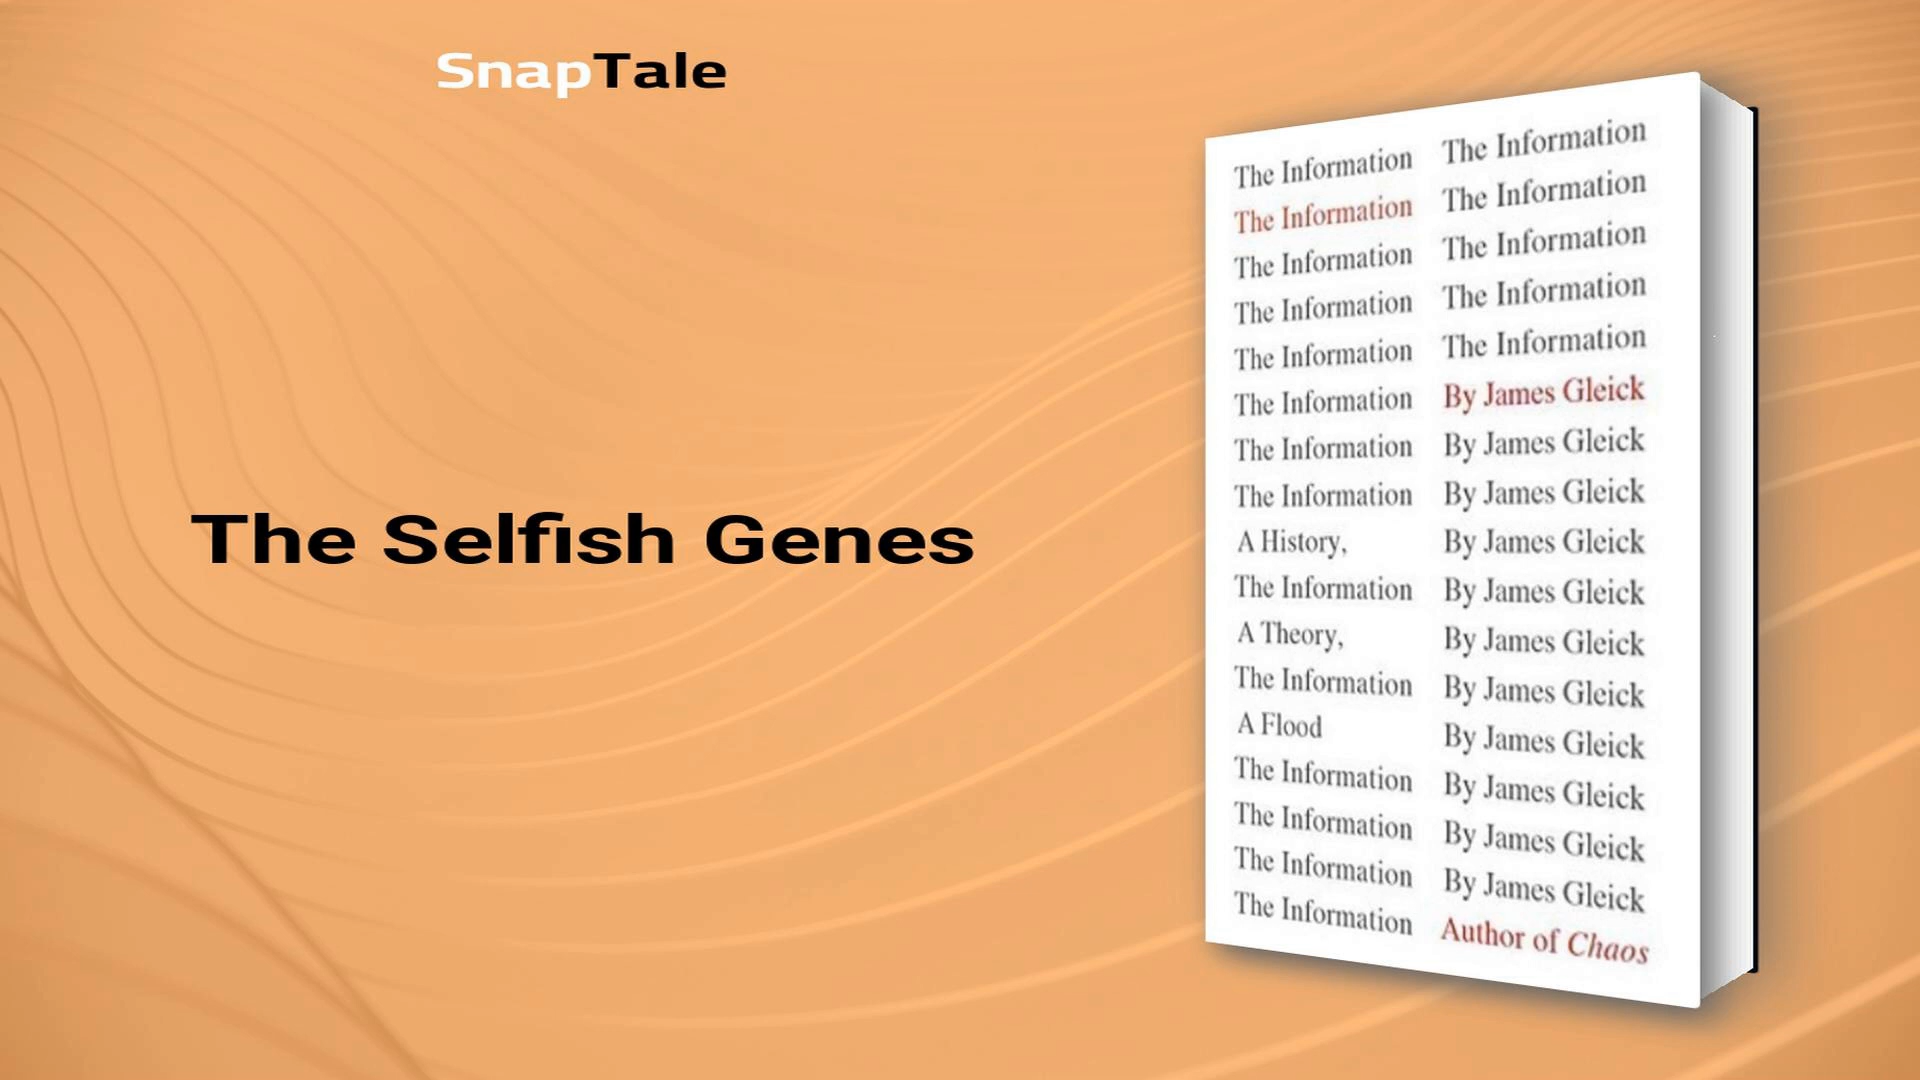 SnapTale
The Selfish Genes
The Information
The Information
The Information
The Information
The Information
The Information
The Information
The Information
A History,
The Information
A Theory,
The Information
A Flood
The Information
The Information
The Information
The Information
The Information
The Information
The Information
The Information
The Information
By James Gleick
By James Gleick
By James Gleick
By James Gleick
By James Gleick
By James Gleick
By James Gleick
By James Gleick
By James Gleick
By James Gleick
By James Gleick
Author of Chaos